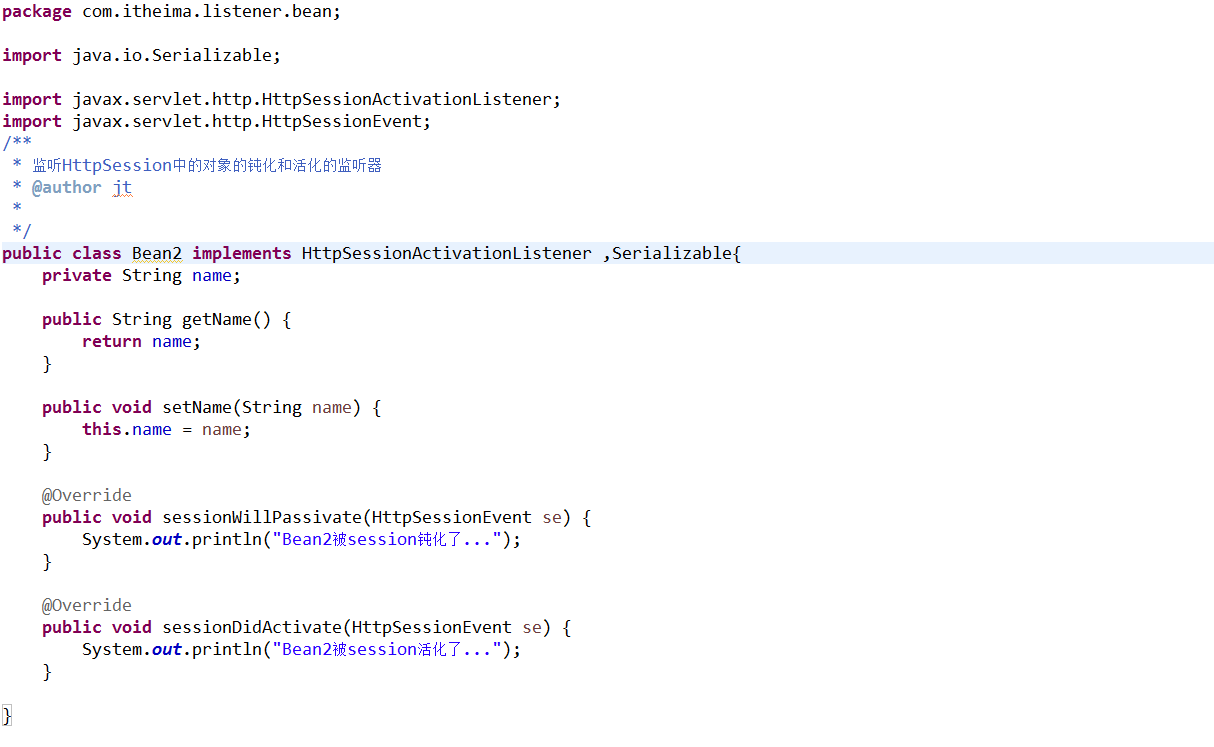 package com.itheima.listener.bean;
import java.io.Serializable;
import javax.servlet.http.HttpSessionActivationListener;
import javax.servlet.http.HttpSessionEvent;
/**
 * 监听HttpSession中的对象的钝化和活化的监听器
 * @author jt
 *
 */
public class Bean2 implements HttpSessionActivationListener ,Serializable{
    private String name;
    public String getName() {
        return name;
    }
    public void setName(String name) {
        this.name = name;
    }
    @Override
    public void sessionWillPassivate(HttpSessionEvent se) {
        System.out.println("Bean2被session钝化了...");
    }
    @Override
    public void sessionDidActivate(HttpSessionEvent se) {
        System.out.println("Bean2被session活化了...");
    }
}